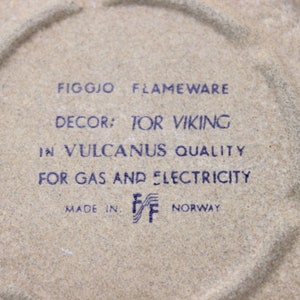 FIGGJO FLAMEWARE
DECOR: TOR VIKING
IN VULCANUS QUALITY
FOR GAS AND ELECTRICITY
MADE IN FF NORWAY